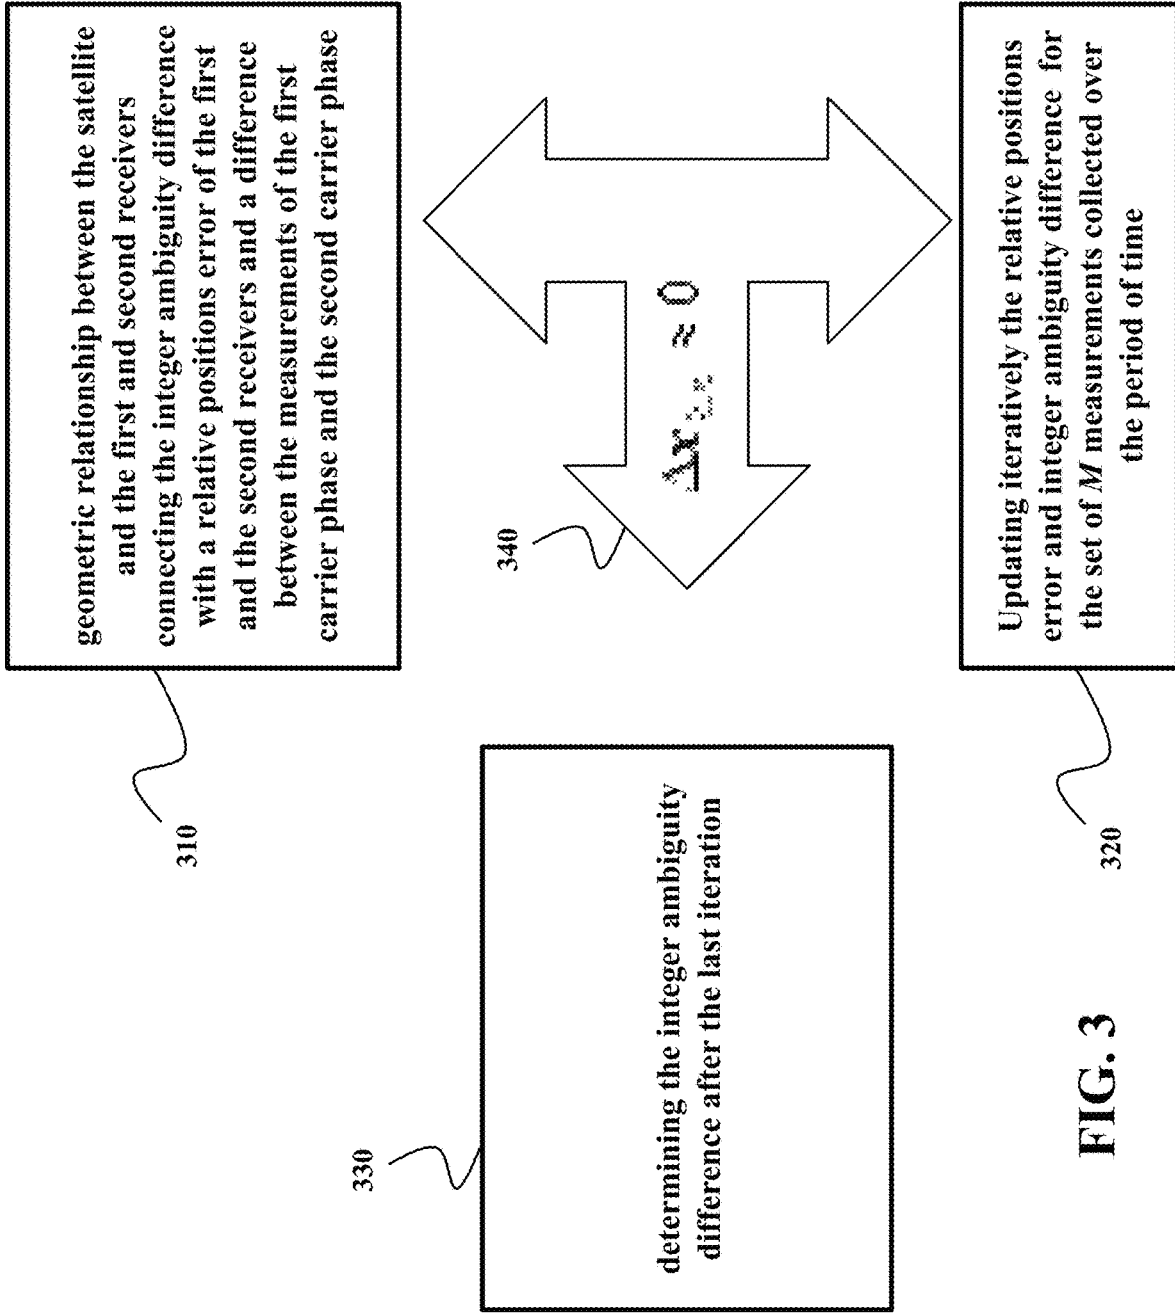 geometric relationship between the satellite
and the first and second receivers
connecting the integer ambiguity difference
with a relative positions error of the first
and the second receivers and a difference
between the measurements of the first
carrier phase and the second carrier phase
310
340
≈ 0
Updating iteratively the relative positions
error and integer ambiguity difference for
the set of M measurements collected over
the period of time
320
330
determining the integer ambiguity
difference after the last iteration
FIG. 3